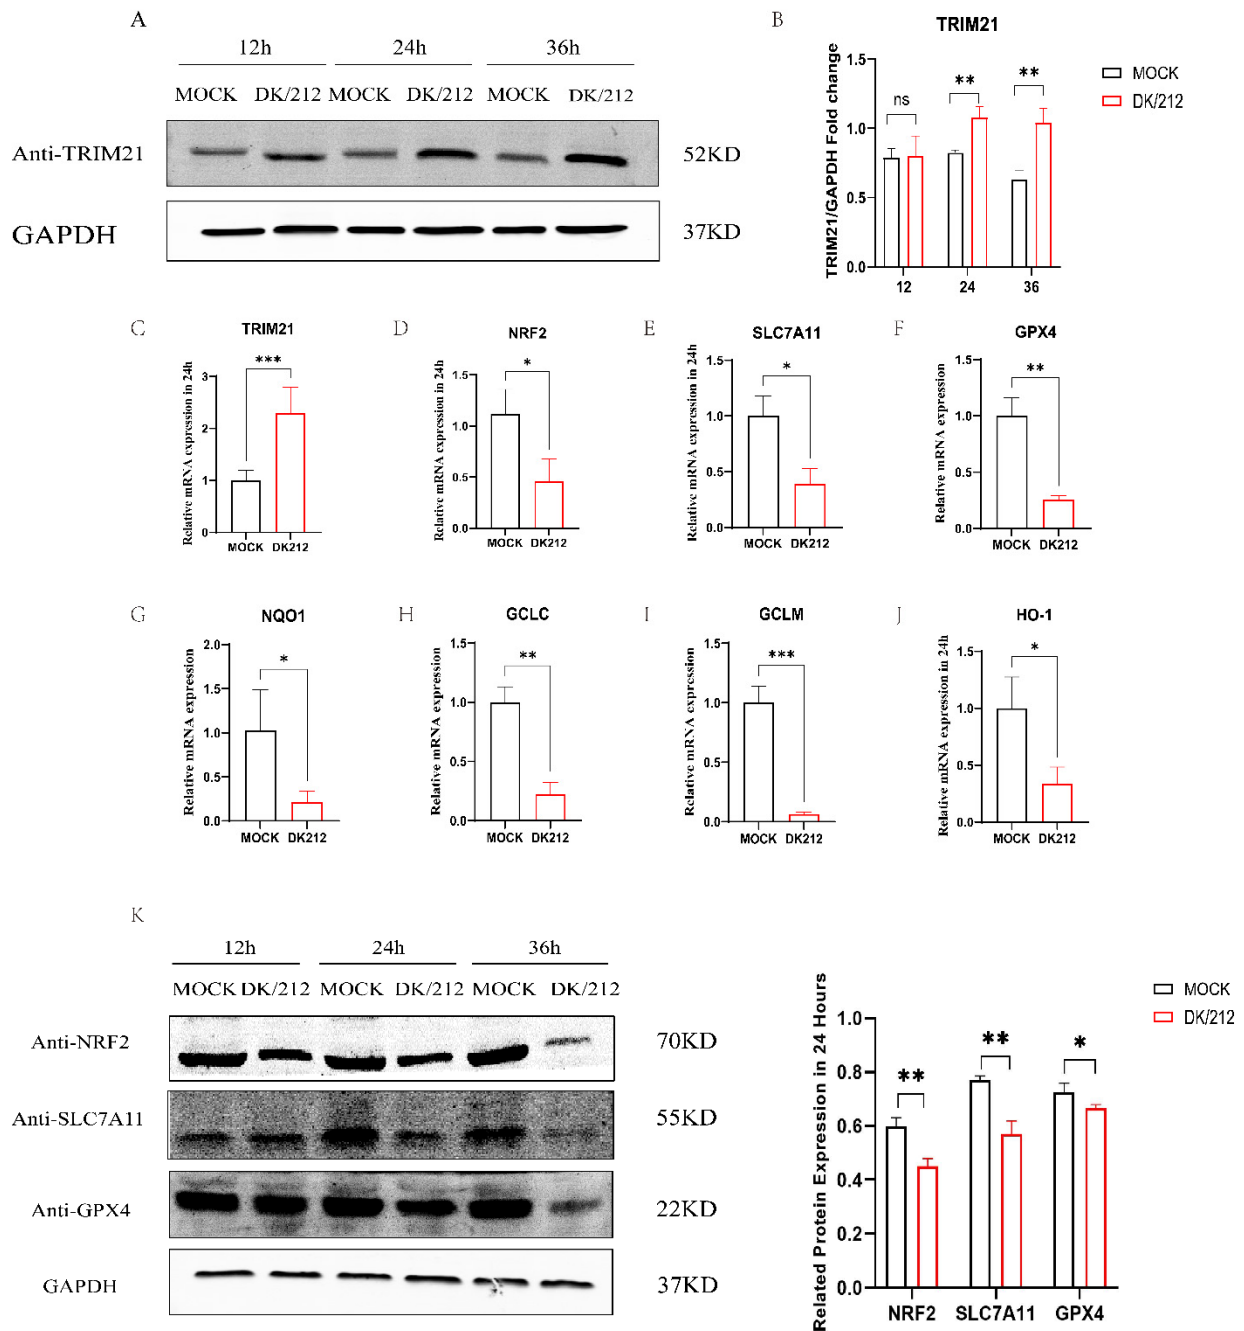 A
12h 24h 36h
MOCK DK/212 MOCK DK/212 MOCK DK/212
Anti-TRIM21 52KD
GAPDH 37KD
B
TRIM21
TRIM21/GAPDH Fold change
1.5
1.0
0.5
0.0
ns ** **
12 24 36
MOCK
DK/212
C
TRIM21
Relative mRNA expression in 24h
3
2
1
0
***
MOCK DK212
D
NRF2
Relative mRNA expression in 24h
1.5
1.0
0.5
0.0
*
MOCK DK212
E
SLC7A11
Relative mRNA expression in 24h
1.5
1.0
0.5
0.0
*
MOCK DK212
F
GPX4
Relative mRNA expression
1.5
1.0
0.5
0.0
**
MOCK DK212
G
NQO1
Relative mRNA expression
2.0
1.5
1.0
0.5
0.0
*
MOCK DK212
H
GCLC
Relative mRNA expression
1.5
1.0
0.5
0.0
**
MOCK DK212
I
GCLM
Relative mRNA expression
1.5
1.0
0.5
0.0
***
MOCK DK212
J
HO-1
Relative mRNA expression in 24h
1.5
1.0
0.5
0.0
*
MOCK DK212
K
12h 24h 36h
MOCK DK/212 MOCK DK/212 MOCK DK/212
Anti-NRF2 70KD
Anti-SLC7A11 55KD
Anti-GPX4 22KD
GAPDH 37KD
Related Protein Expression in 24 Hours
1.0
0.8
0.6
0.4
0.2
0.0
** ** *
NRF2 SLC7A11 GPX4
MOCK
DK/212